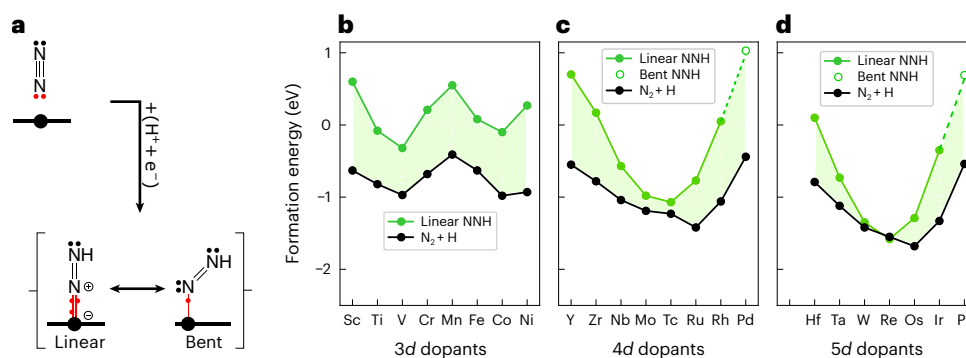 a
N
N
+ (H⁺ + e⁻)
NH
N
⊕
⊖
Linear
NH
N
Bent
b
Formation energy (eV)
1
0
−1
−2
Linear NNH
N₂ + H
Sc Ti V Cr Mn Fe Co Ni
3d dopants
c
Linear NNH
Bent NNH
N₂ + H
Y Zr Nb Mo Tc Ru Rh Pd
4d dopants
d
Linear NNH
Bent NNH
N₂ + H
Hf Ta W Re Os Ir P
5d dopants